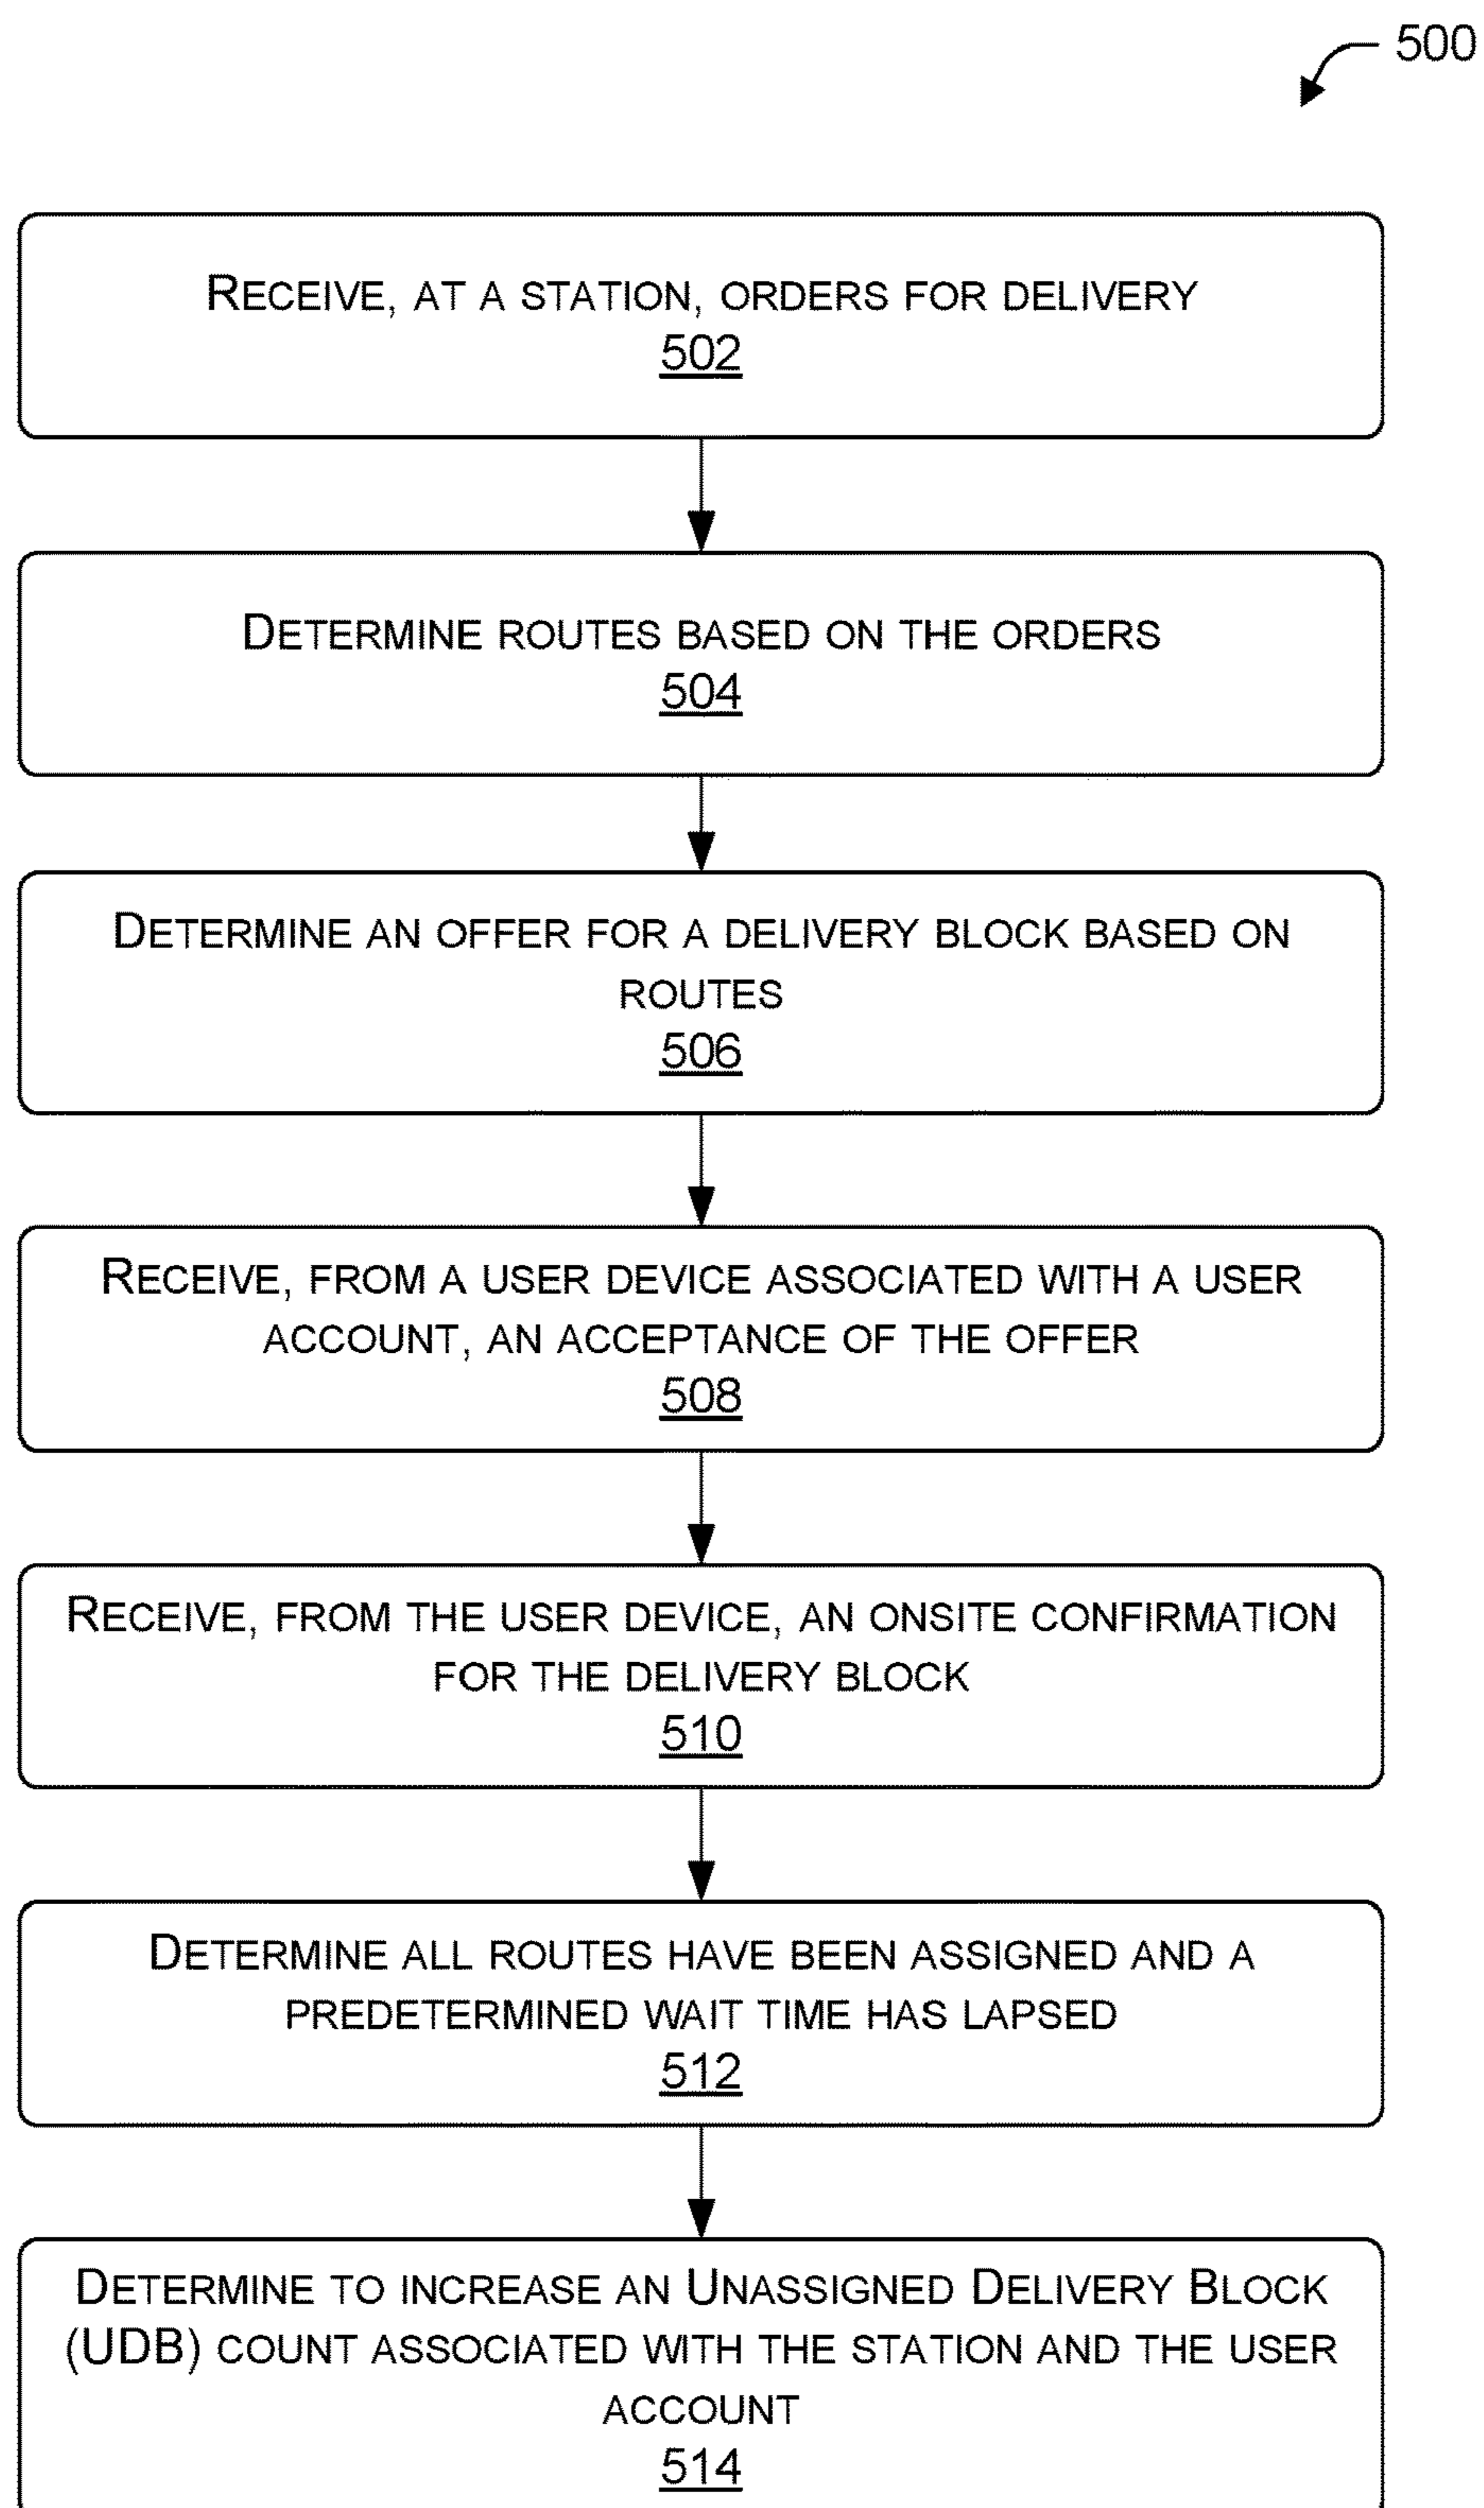 500
RECEIVE, AT A STATION, ORDERS FOR DELIVERY
502
DETERMINE ROUTES BASED ON THE ORDERS
504
DETERMINE AN OFFER FOR A DELIVERY BLOCK BASED ON
ROUTES
506
RECEIVE, FROM A USER DEVICE ASSOCIATED WITH A USER
ACCOUNT, AN ACCEPTANCE OF THE OFFER
508
RECEIVE, FROM THE USER DEVICE, AN ONSITE CONFIRMATION
FOR THE DELIVERY BLOCK
510
DETERMINE ALL ROUTES HAVE BEEN ASSIGNED AND A
PREDETERMINED WAIT TIME HAS LAPSED
512
DETERMINE TO INCREASE AN UNASSIGNED DELIVERY BLOCK
(UDB) COUNT ASSOCIATED WITH THE STATION AND THE USER
ACCOUNT
514